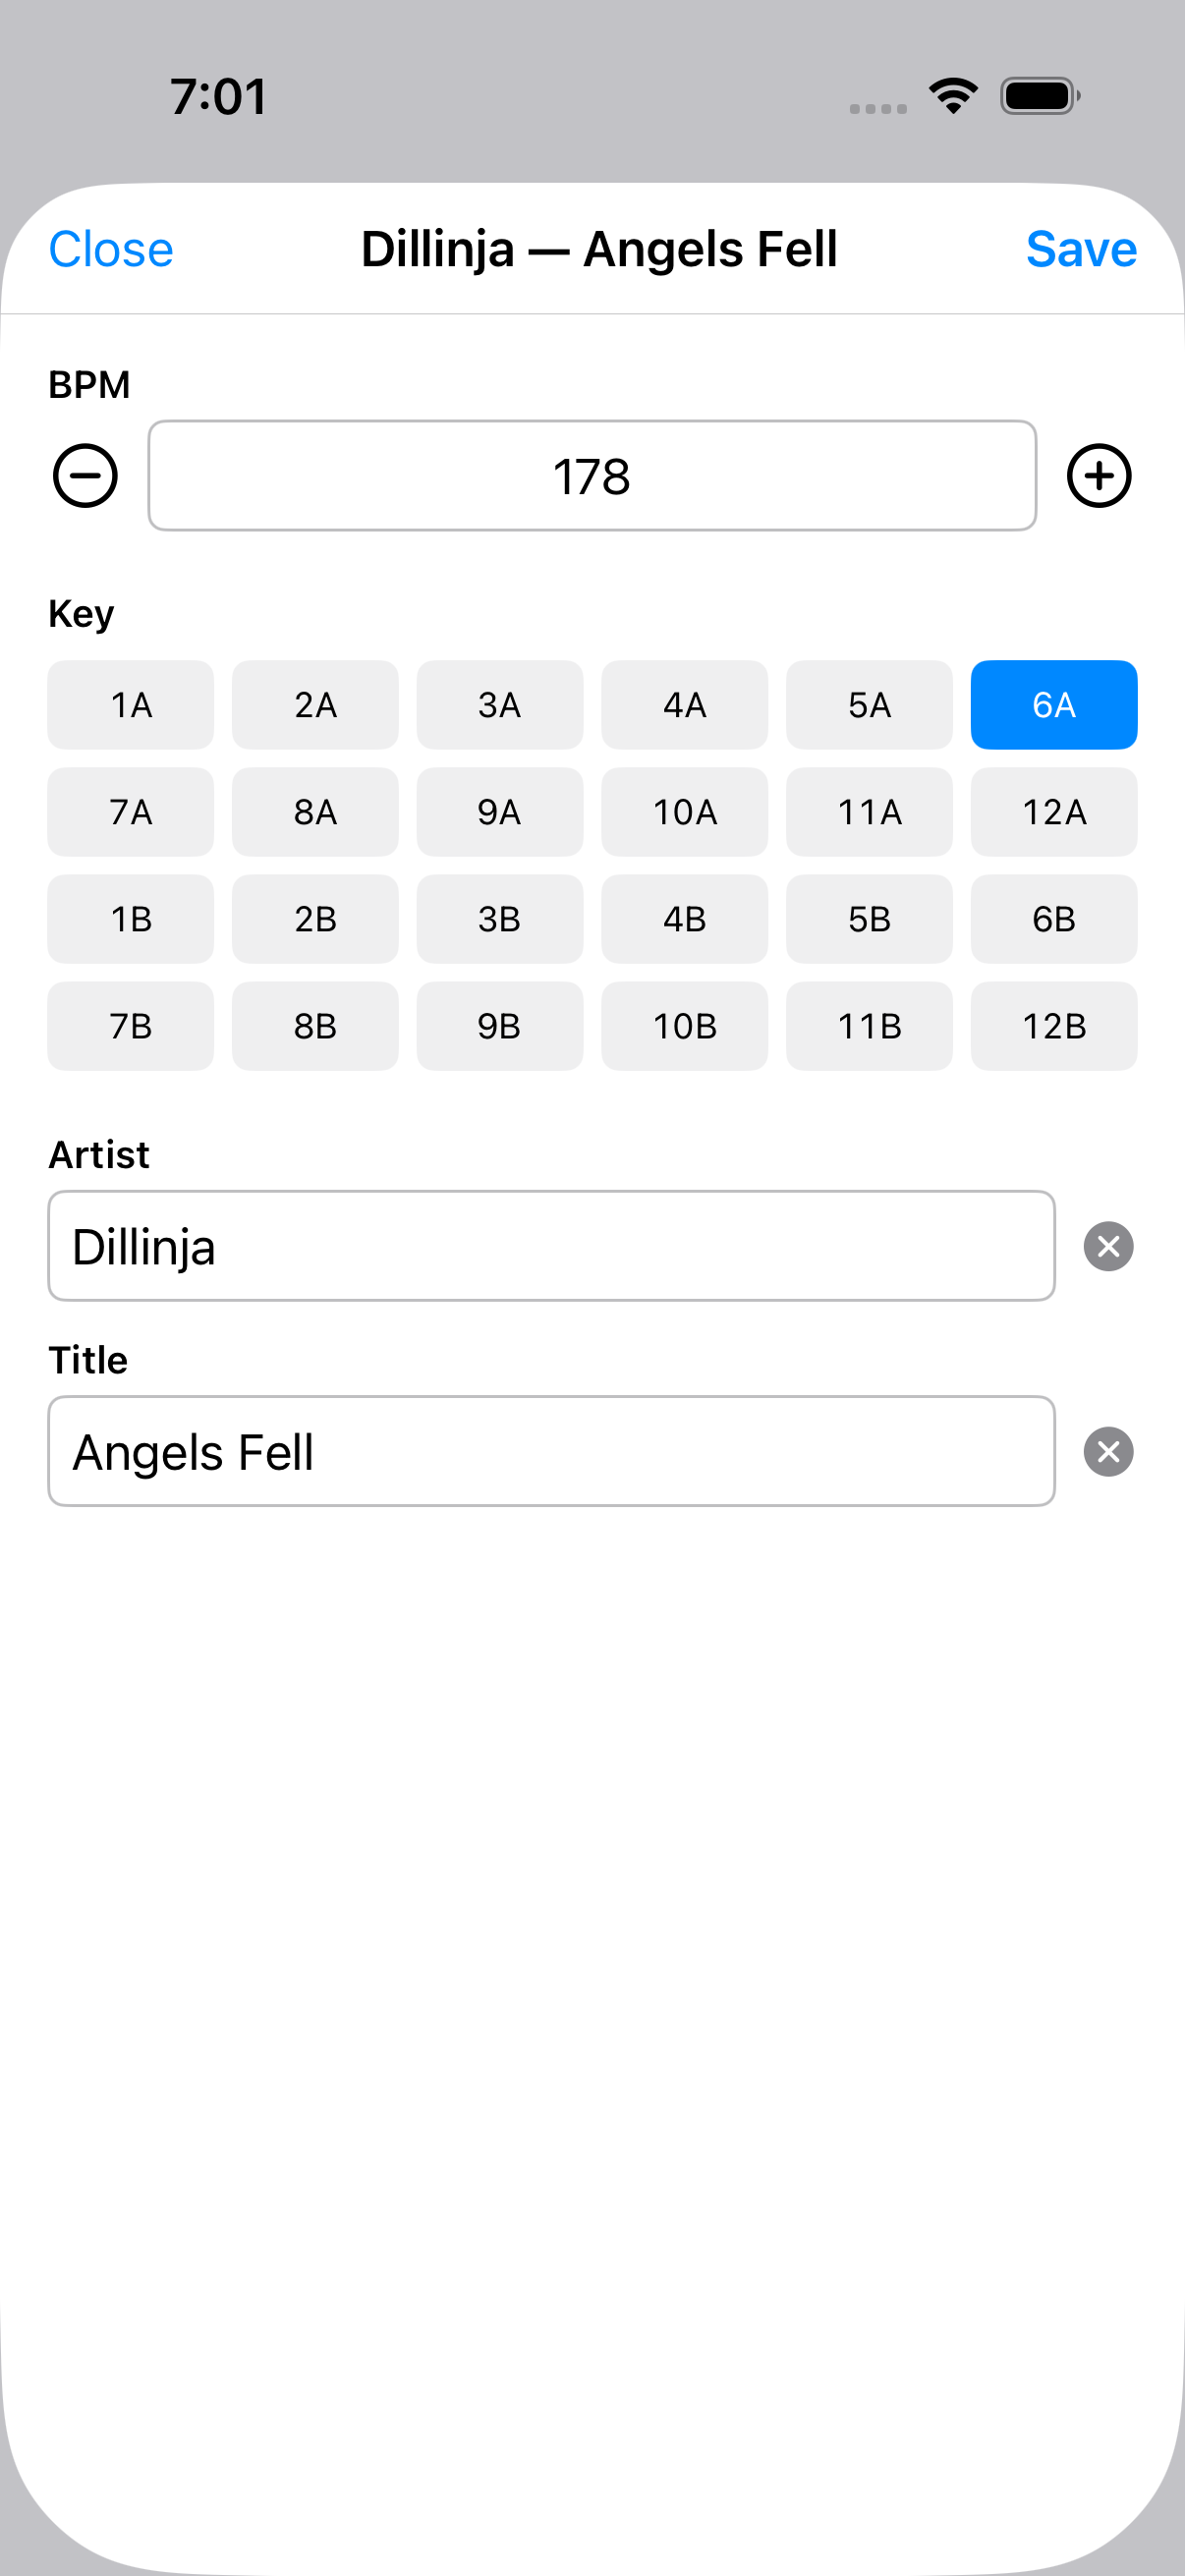 7:01
Close Dillinja — Angels Fell Save
BPM
178
Key
1A 2A 3A 4A 5A 6A
7A 8A 9A 10A 11A 12A
1B 2B 3B 4B 5B 6B
7B 8B 9B 10B 11B 12B
Artist
Dillinja
Title
Angels Fell